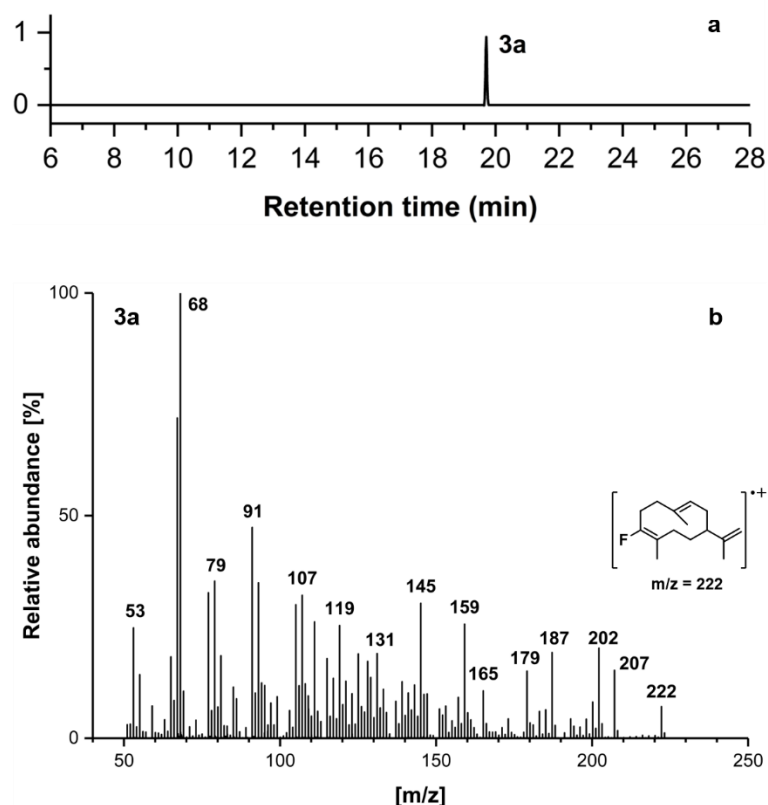 a
1
3a
0
6 8 10 12 14 16 18 20 22 24 26 28
Retention time (min)
100
3a
b
68
Relative abundance [%]
50
91
79
107
145
53
119
159
131
165
179
187
202
207
222
F
•+
m/z = 222
0
50 100 150 200 250
[m/z]